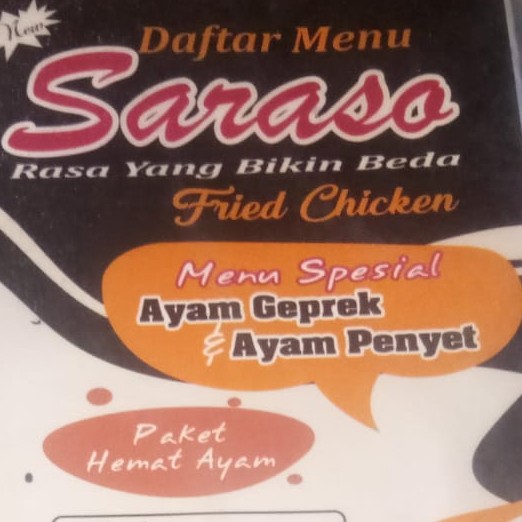 New
Daftar Menu
Saraso
Rasa Yang Bikin Beda
Fried Chicken
Menu Spesial
Ayam Geprek
& Ayam Penyet
Paket
Hemat Ayam